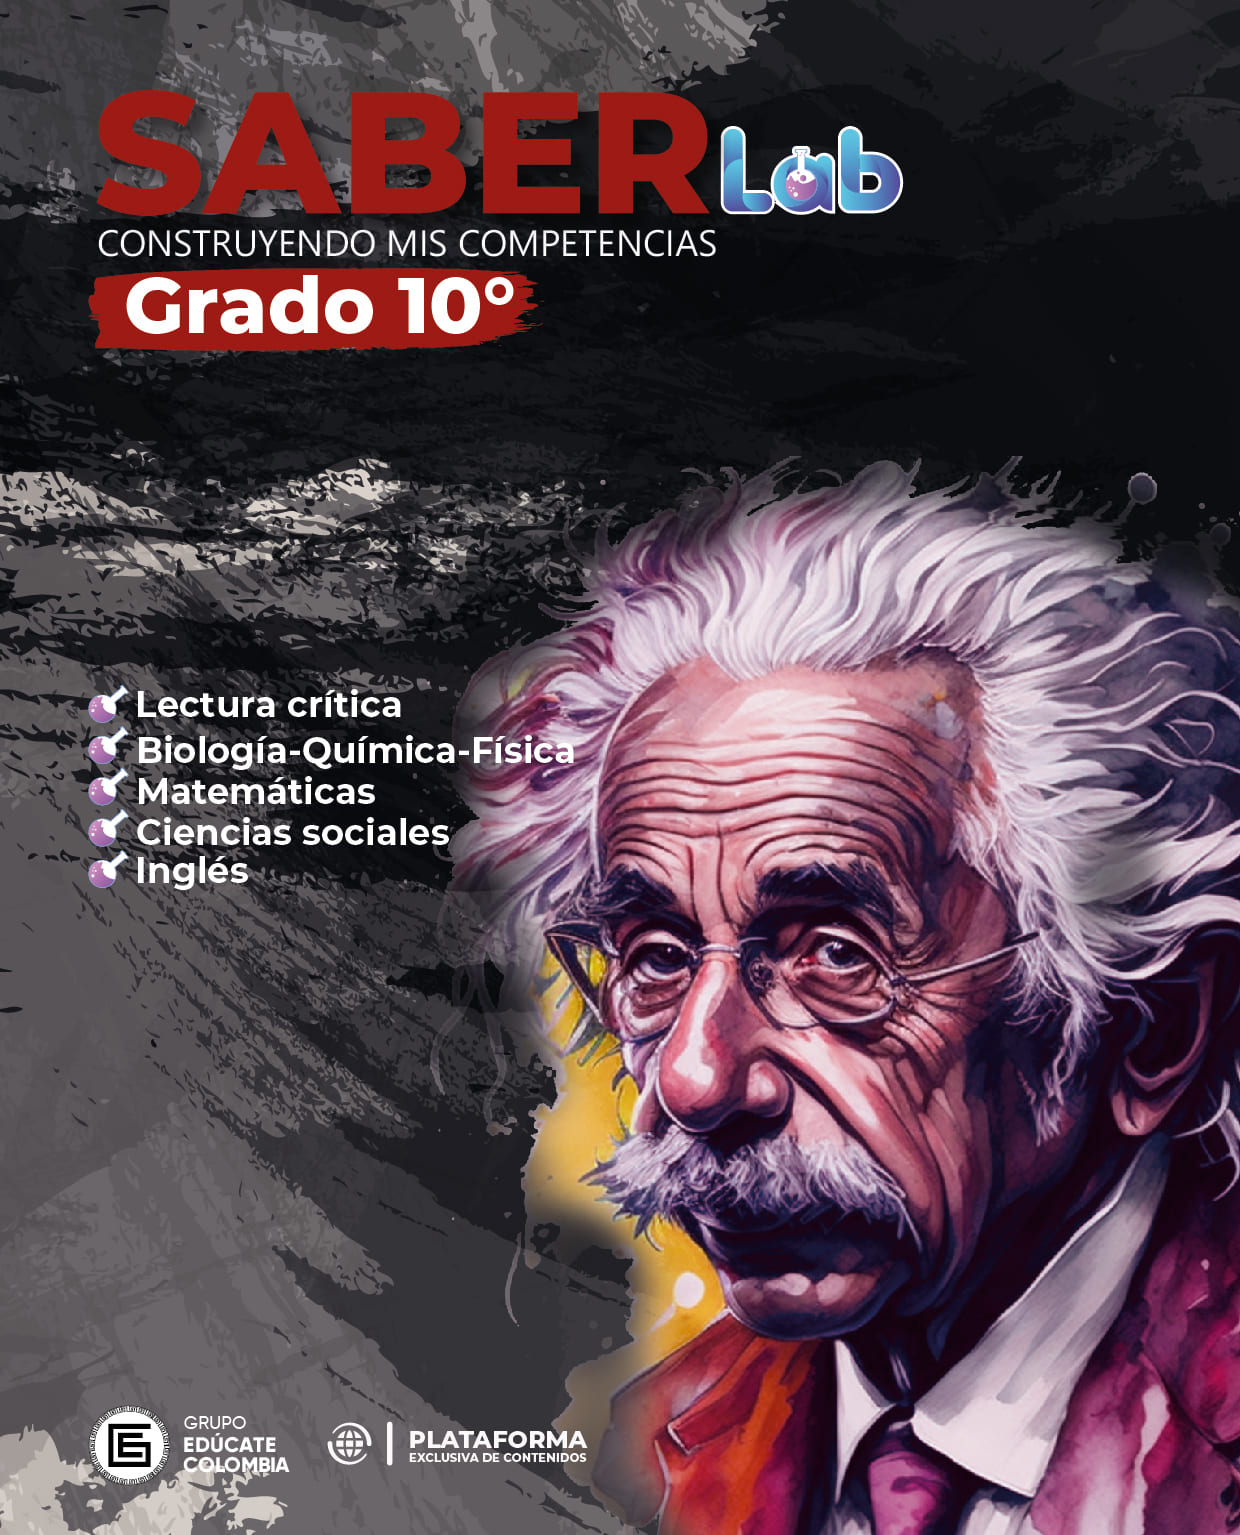 SABER Lab
CONSTRUYENDO MIS COMPETENCIAS
Grado 10°
Lectura crítica
Biología-Química-Física
Matemáticas
Ciencias sociales
Inglés
GRUPO
EDÚCATE
COLOMBIA
PLATAFORMA
EXCLUSIVA DE CONTENIDOS